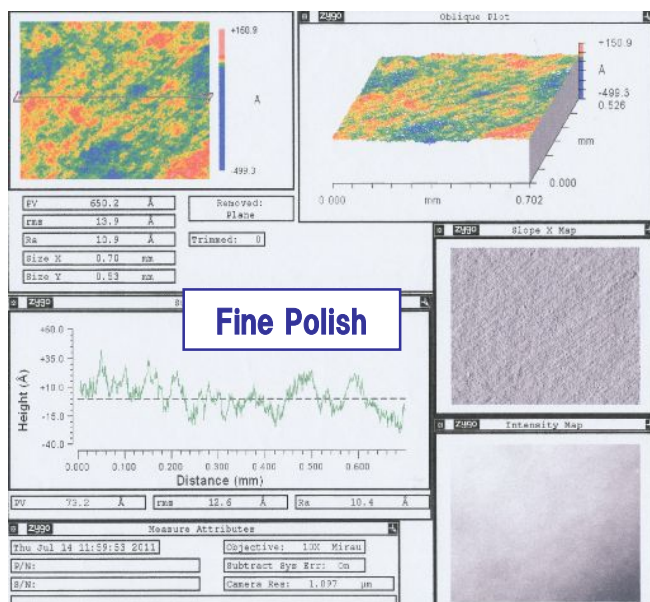 zygo
Oblique Plot
+150.9
Å
-499.3
+150.9
Å
-499.3
0.526
mm
0.000
0.000
mm
0.702
PV 650.2 Å
rms 13.9 Å
Ra 10.9 Å
Size X 0.70 mm
Size Y 0.53 mm
Removed:
Plane
Trimmed: 0
zygo
Slope X Map
zygo
Fine Polish
+60.0
+35.0
+10.0
-15.0
-40.0
Height (Å)
0.000 0.100 0.200 0.300 0.400 0.500 0.600
Distance (mm)
PV 73.2 Å
rms 12.6 Å
Ra 10.4 Å
zygo
Intensity Map
zygo
Measure Attributes
Thu Jul 14 11:59:53 2011
P/N:
S/N:
Objective: 10X Mirau
Subtract Sys Err: On
Camera Res: 1.097 µm